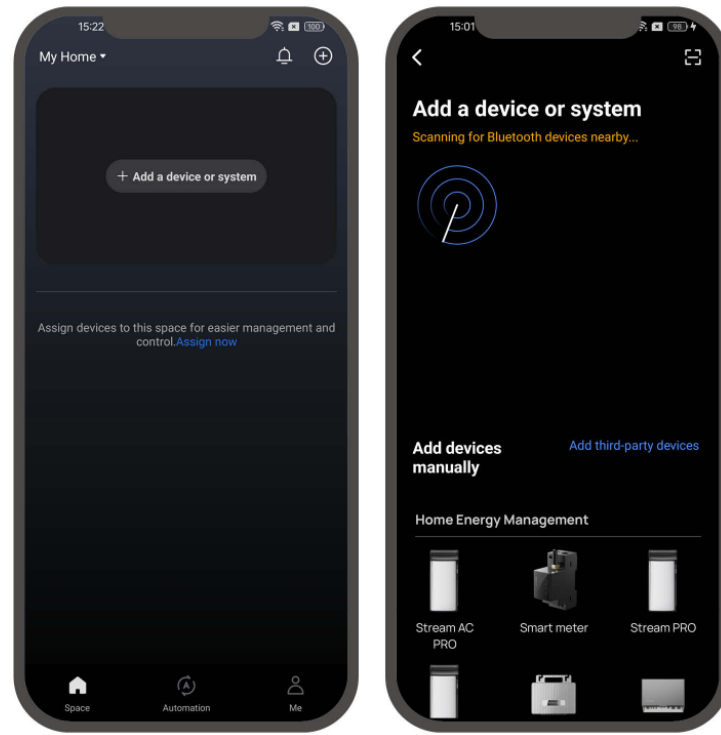 15:22
100
My Home
+ Add a device or system
Assign devices to this space for easier management and
control.Assign now
Space
Automation
Me
15:01
98
Add a device or system
Scanning for Bluetooth devices nearby...
Add devices
manually
Add third-party devices
Home Energy Management
Stream AC
PRO
Smart meter
Stream PRO